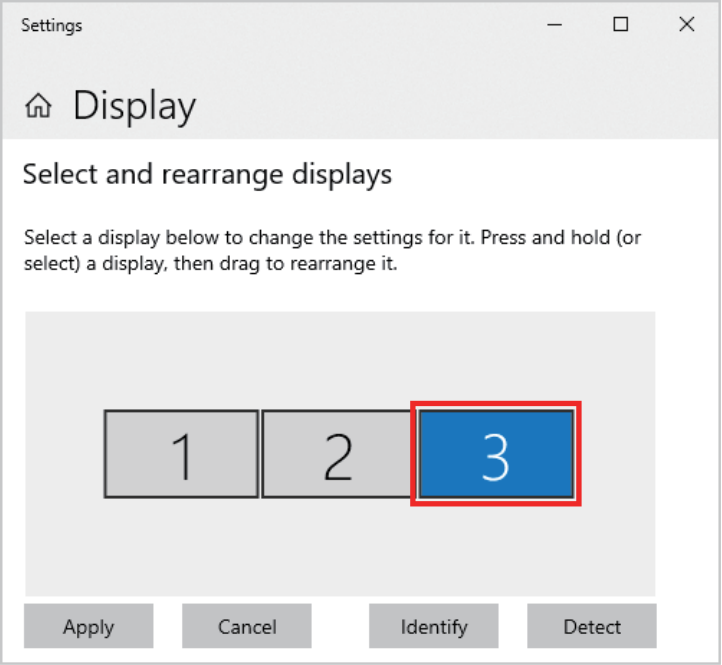 Settings
Display
Select and rearrange displays
Select a display below to change the settings for it. Press and hold (or
select) a display, then drag to rearrange it.
1 2 3
Apply Cancel Identify Detect